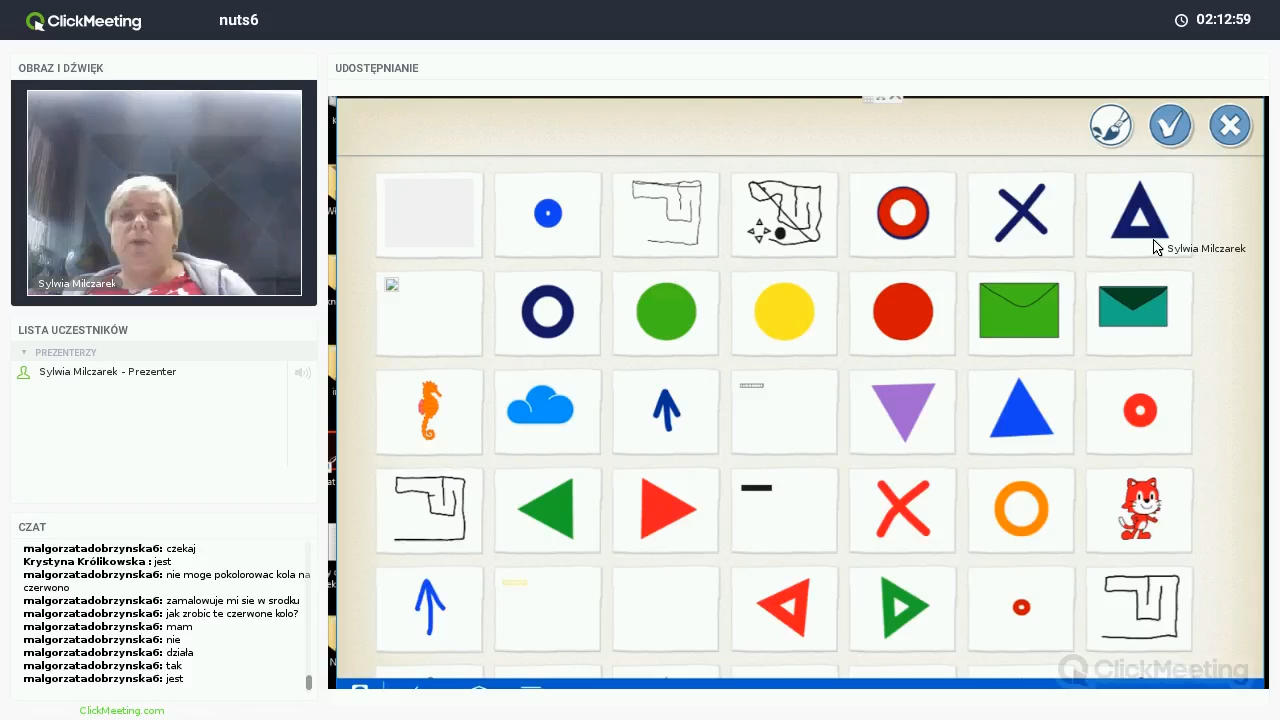 ClickMeeting
nuts6
02:12:59
OBRAZ I DŹWIĘK
Sylwia Milczarek
LISTA UCZESTNIKÓW
PREZENTERZY
Sylwia Milczarek - Prezenter
CZAT
malgorzatadobrzynska6: czekaj
Krystyna Królikowska : jest
malgorzatadobrzynska6: nie moge pokolorowac kola na
czerwono
malgorzatadobrzynska6: zamalowuje mi sie w srodku
malgorzatadobrzynska6: jak zrobic te czerwone kolo?
malgorzatadobrzynska6: mam
malgorzatadobrzynska6: nie
malgorzatadobrzynska6: działa
malgorzatadobrzynska6: tak
malgorzatadobrzynska6: jest
ClickMeeting.com
UDOSTĘPNIANIE
Sylwia Milczarek
ClickMeeting